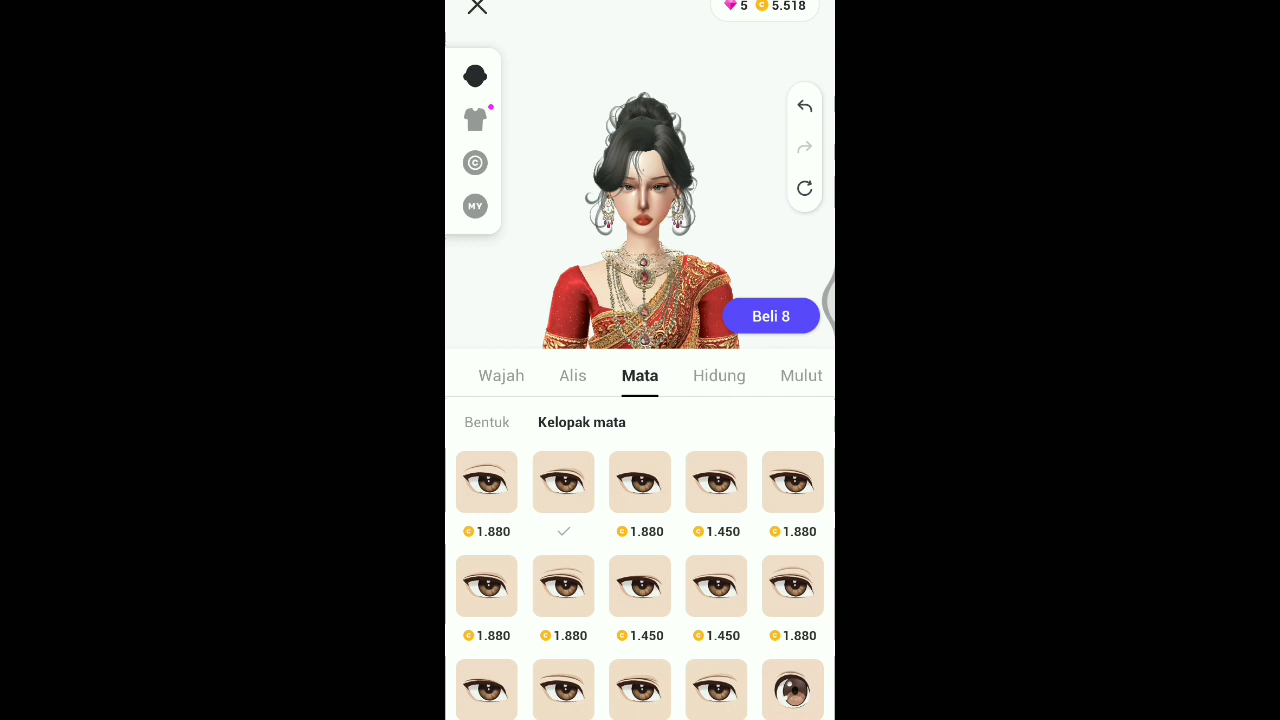 5 5.518
MY
Beli 8
Wajah Alis Mata Hidung Mulut
Bentuk Kelopak mata
1.880 1.880 1.450 1.880
1.880 1.880 1.450 1.450 1.880